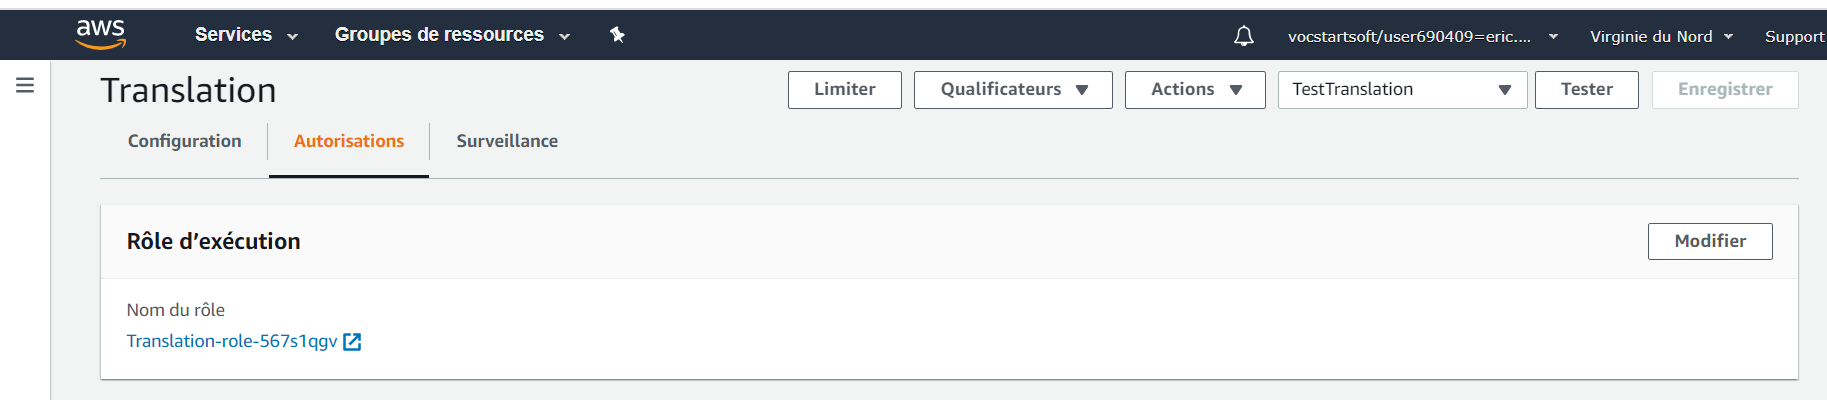 aws Services Groupes de ressources vocstartsoft/user690409=eric.... Virginie du Nord Support
Translation Limiter Qualificateurs Actions TestTranslation Tester Enregistrer
Configuration Autorisations Surveillance
Rôle d’exécution Modifier
Nom du rôle
Translation-role-567s1qgv